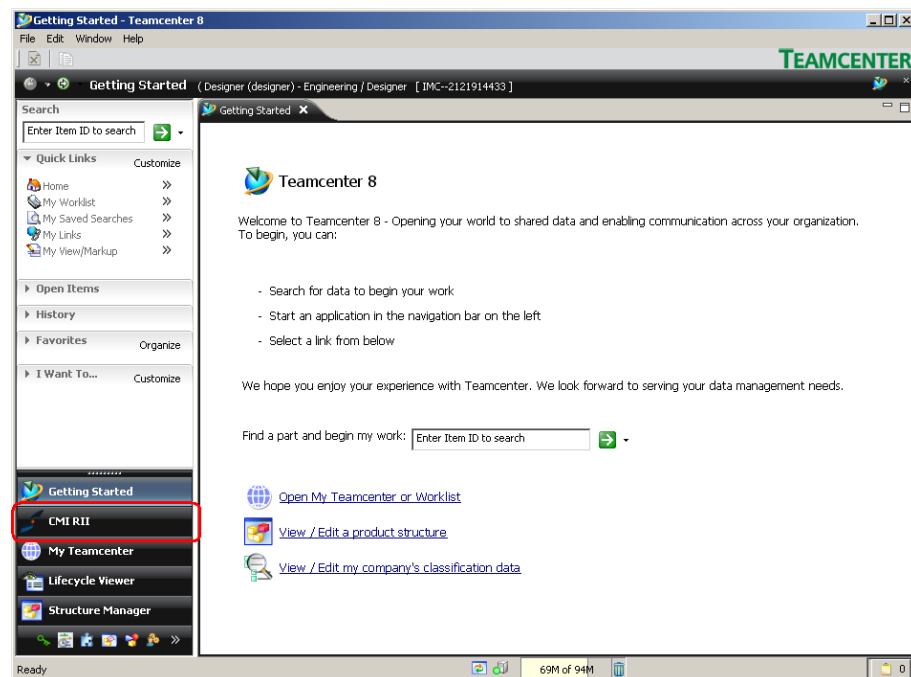 Getting Started - Teamcenter 8
File Edit Window Help
TEAMCENTER
Getting Started ( Designer (designer) - Engineering / Designer [ IMC--2121914433 ]
Search
Enter Item ID to search
Quick Links Customize
Home
My Worklist
My Saved Searches
My Links
My View/Markup
Open Items
History
Favorites Organize
I Want To... Customize
Getting Started
CMI RII
My Teamcenter
Lifecycle Viewer
Structure Manager
Getting Started
Teamcenter 8
Welcome to Teamcenter 8 - Opening your world to shared data and enabling communication across your organization.
To begin, you can:
- Search for data to begin your work
- Start an application in the navigation bar on the left
- Select a link from below
We hope you enjoy your experience with Teamcenter. We look forward to serving your data management needs.
Find a part and begin my work: Enter Item ID to search
Open My Teamcenter or Worklist
View / Edit a product structure
View / Edit my company's classification data
Ready
69M of 94M
0